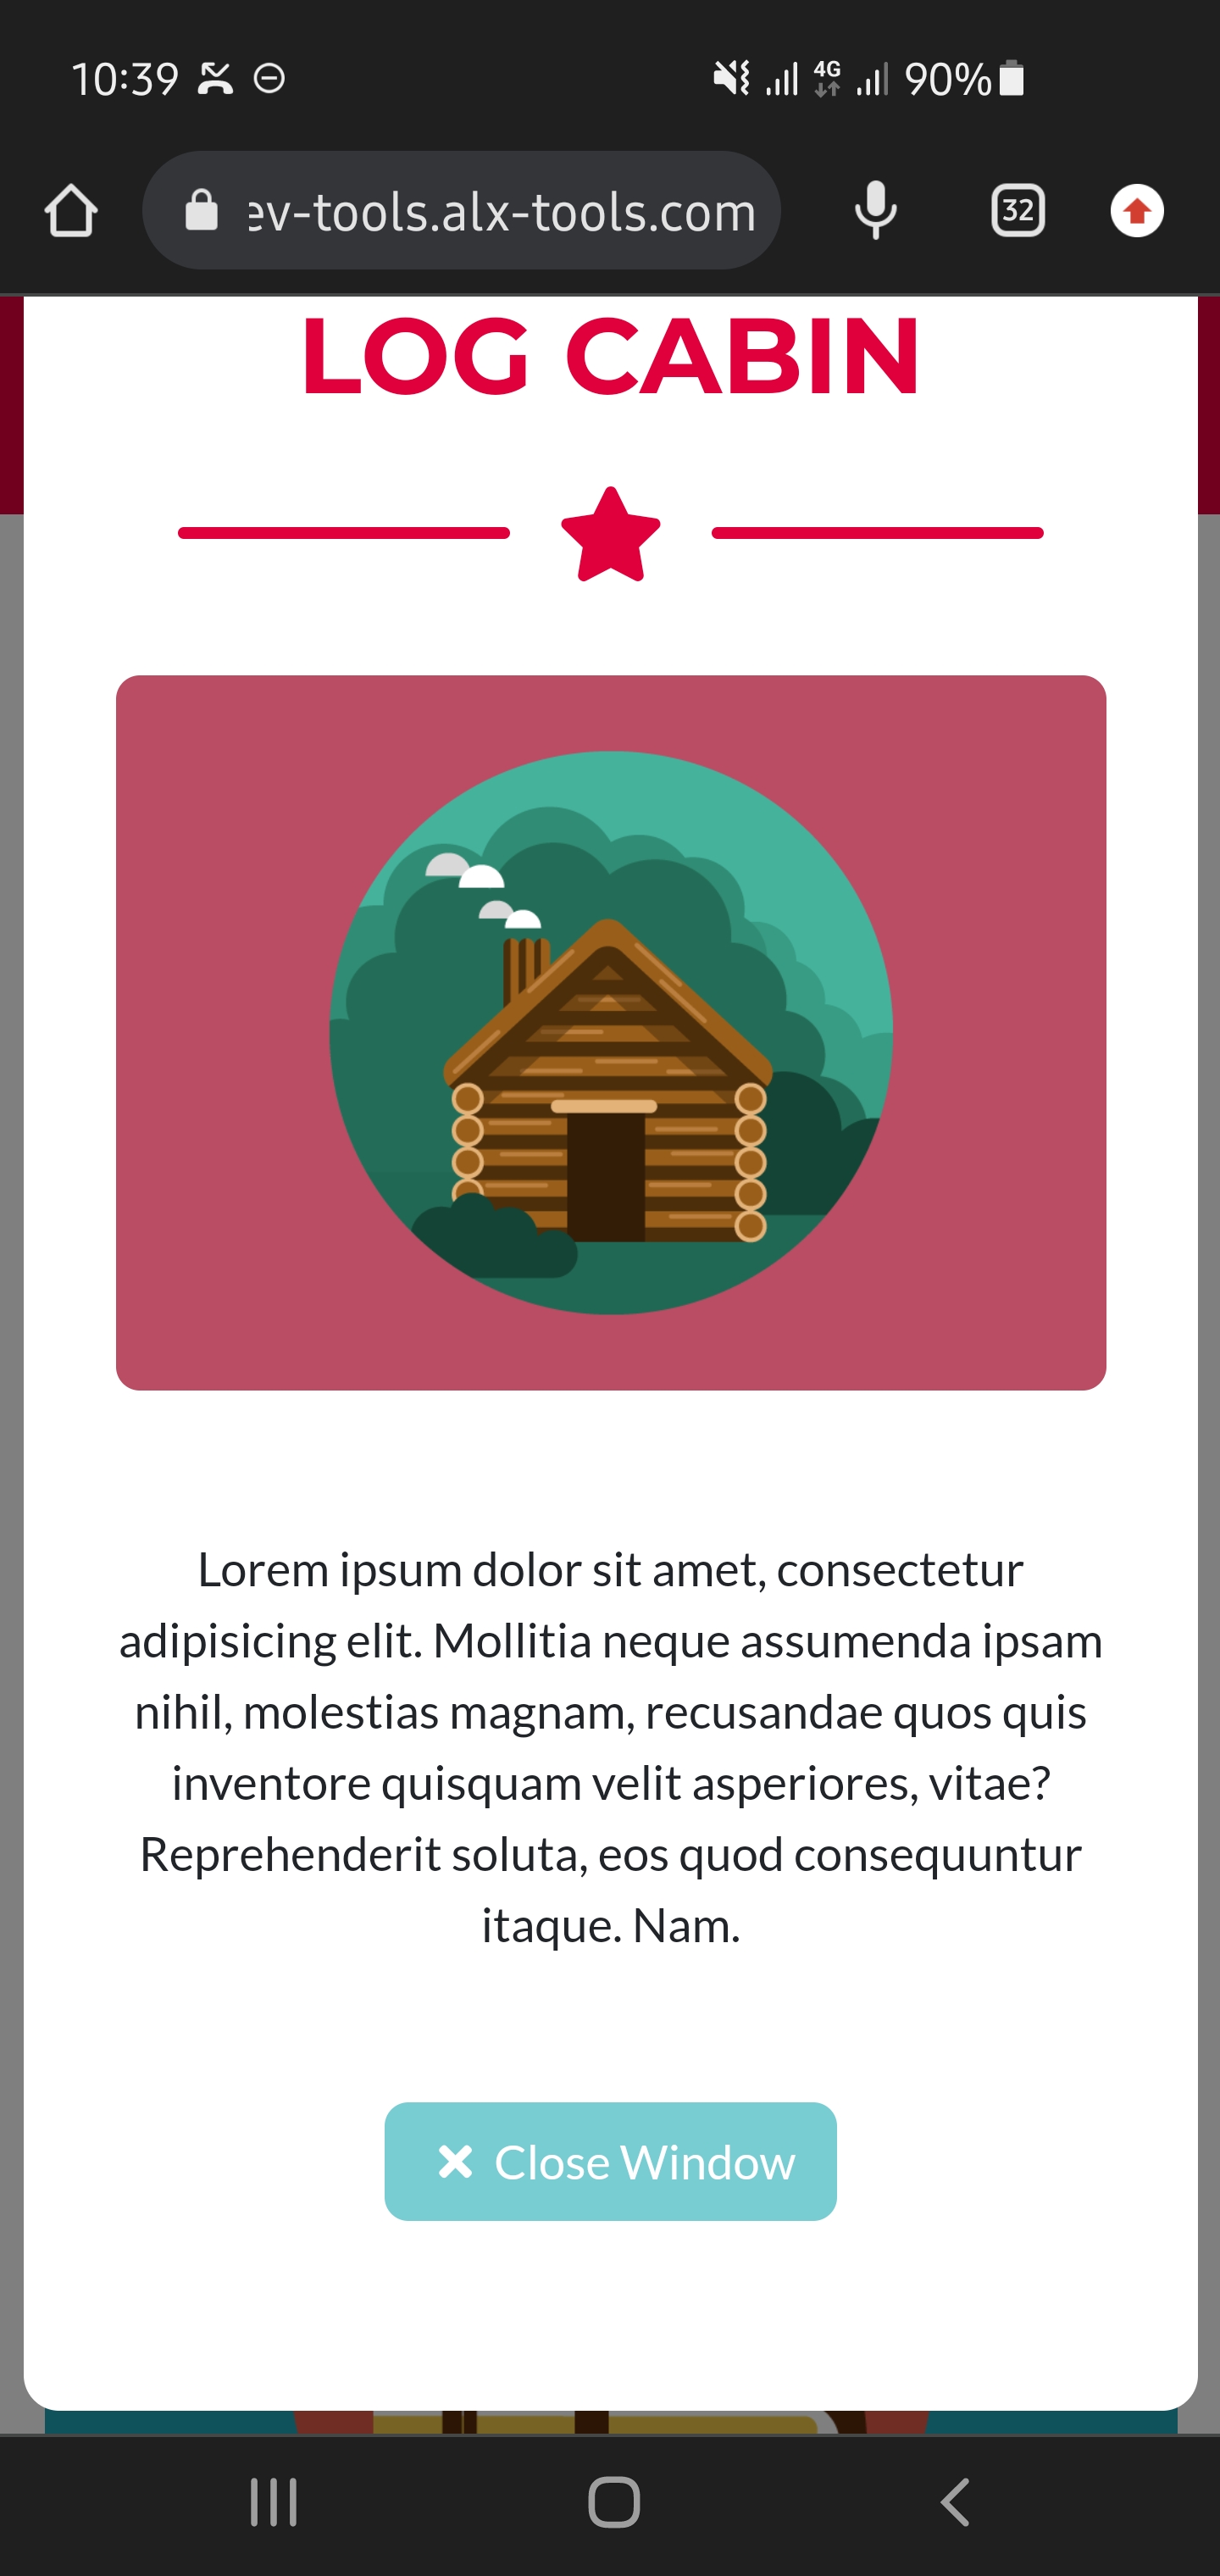 10:39
4G
90%
ev-tools.alx-tools.com
32
LOG CABIN
Lorem ipsum dolor sit amet, consectetur
adipisicing elit. Mollitia neque assumenda ipsam
nihil, molestias magnam, recusandae quos quis
inventore quisquam velit asperiores, vitae?
Reprehenderit soluta, eos quod consequuntur
itaque. Nam.
Close Window